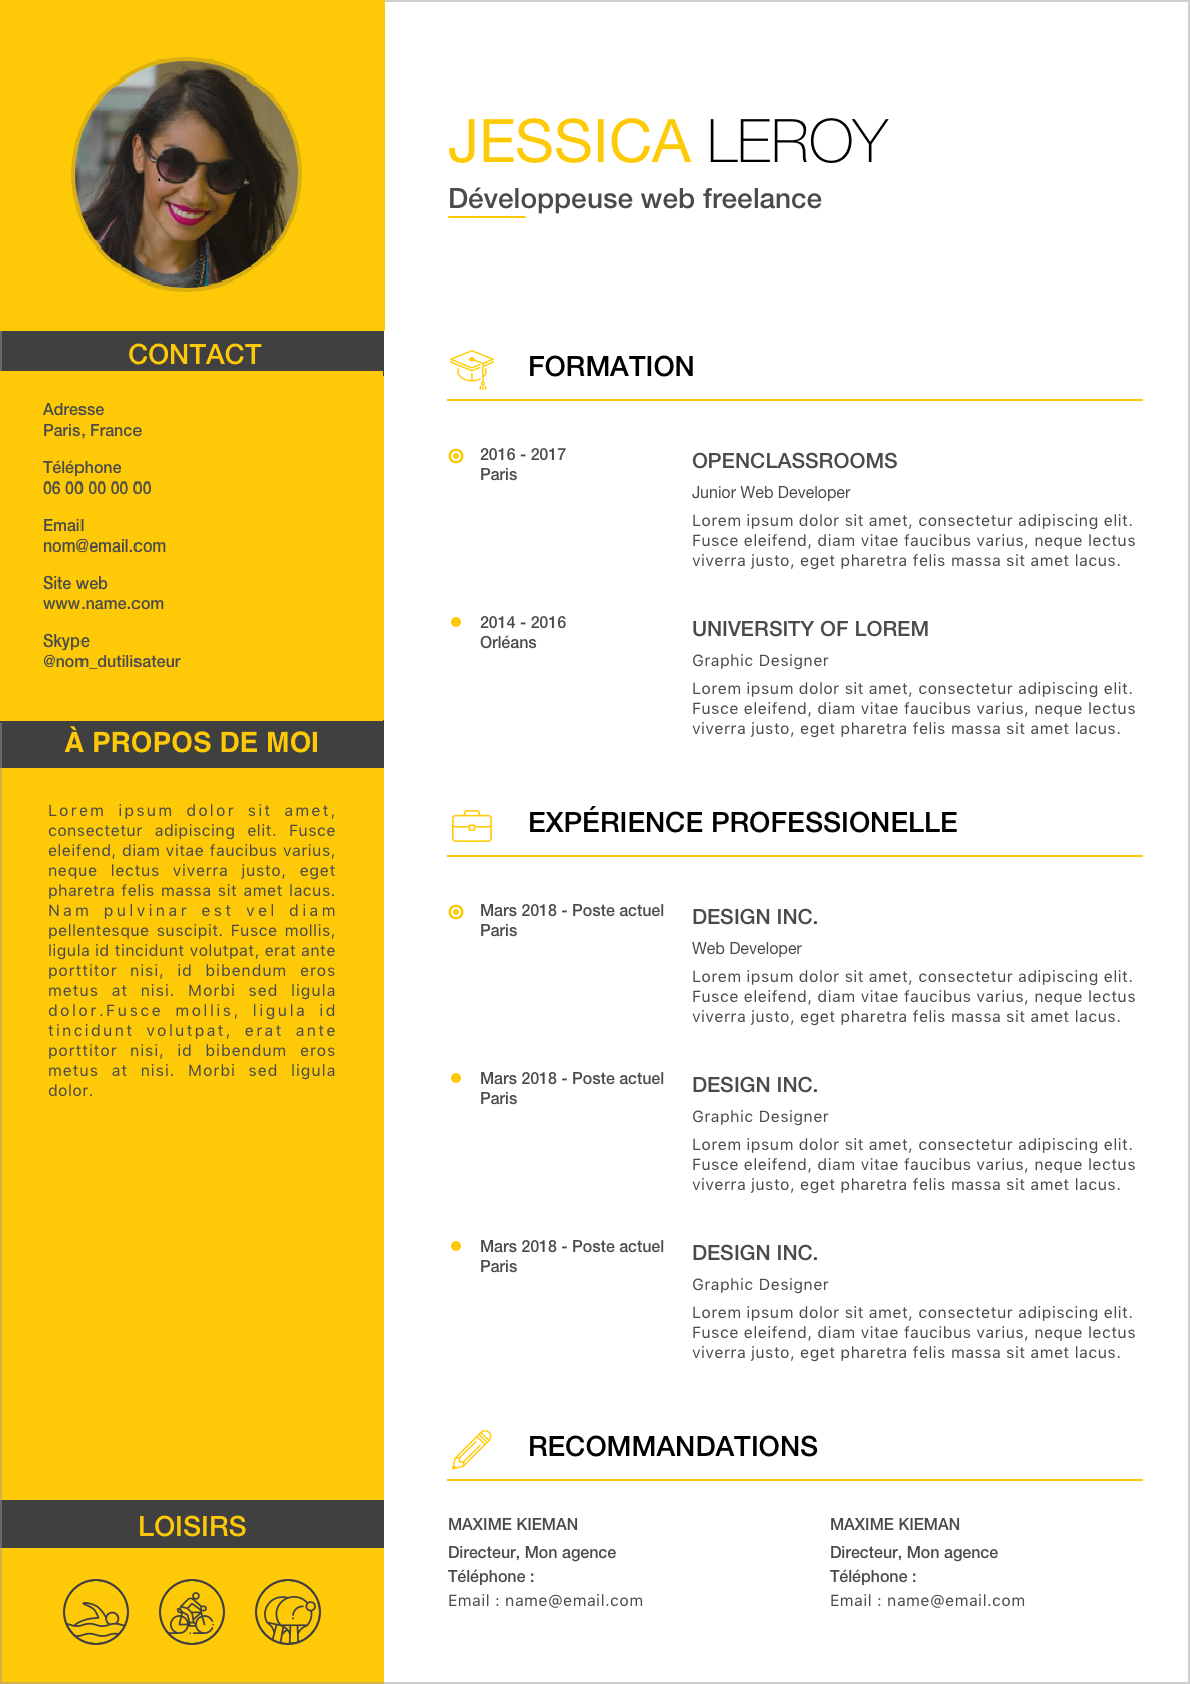 JESSICA LEROY
Développeuse web freelance
CONTACT
Adresse
Paris, France
Téléphone
06 00 00 00 00
Email
nom@email.com
Site web
www.name.com
Skype
@nom_dutilisateur
À PROPOS DE MOI
Lorem ipsum dolor sit amet,
consectetur adipiscing elit. Fusce
eleifend, diam vitae faucibus varius,
neque lectus viverra justo, eget
pharetra felis massa sit amet lacus.
Nam pulvinar est vel diam
pellentesque suscipit. Fusce mollis,
ligula id tincidunt volutpat, erat ante
porttitor nisi, id bibendum eros
metus at nisi. Morbi sed ligula
dolor.Fusce mollis, ligula id
tincidunt volutpat, erat ante
porttitor nisi, id bibendum eros
metus at nisi. Morbi sed ligula
dolor.
LOISIRS
FORMATION
2016 - 2017
Paris
OPENCLASSROOMS
Junior Web Developer
Lorem ipsum dolor sit amet, consectetur adipiscing elit.
Fusce eleifend, diam vitae faucibus varius, neque lectus
viverra justo, eget pharetra felis massa sit amet lacus.
2014 - 2016
Orléans
UNIVERSITY OF LOREM
Graphic Designer
Lorem ipsum dolor sit amet, consectetur adipiscing elit.
Fusce eleifend, diam vitae faucibus varius, neque lectus
viverra justo, eget pharetra felis massa sit amet lacus.
EXPÉRIENCE PROFESSIONELLE
Mars 2018 - Poste actuel
Paris
DESIGN INC.
Web Developer
Lorem ipsum dolor sit amet, consectetur adipiscing elit.
Fusce eleifend, diam vitae faucibus varius, neque lectus
viverra justo, eget pharetra felis massa sit amet lacus.
Mars 2018 - Poste actuel
Paris
DESIGN INC.
Graphic Designer
Lorem ipsum dolor sit amet, consectetur adipiscing elit.
Fusce eleifend, diam vitae faucibus varius, neque lectus
viverra justo, eget pharetra felis massa sit amet lacus.
Mars 2018 - Poste actuel
Paris
DESIGN INC.
Graphic Designer
Lorem ipsum dolor sit amet, consectetur adipiscing elit.
Fusce eleifend, diam vitae faucibus varius, neque lectus
viverra justo, eget pharetra felis massa sit amet lacus.
RECOMMANDATIONS
MAXIME KIEMAN
Directeur, Mon agence
Téléphone :
Email : name@email.com
MAXIME KIEMAN
Directeur, Mon agence
Téléphone :
Email : name@email.com